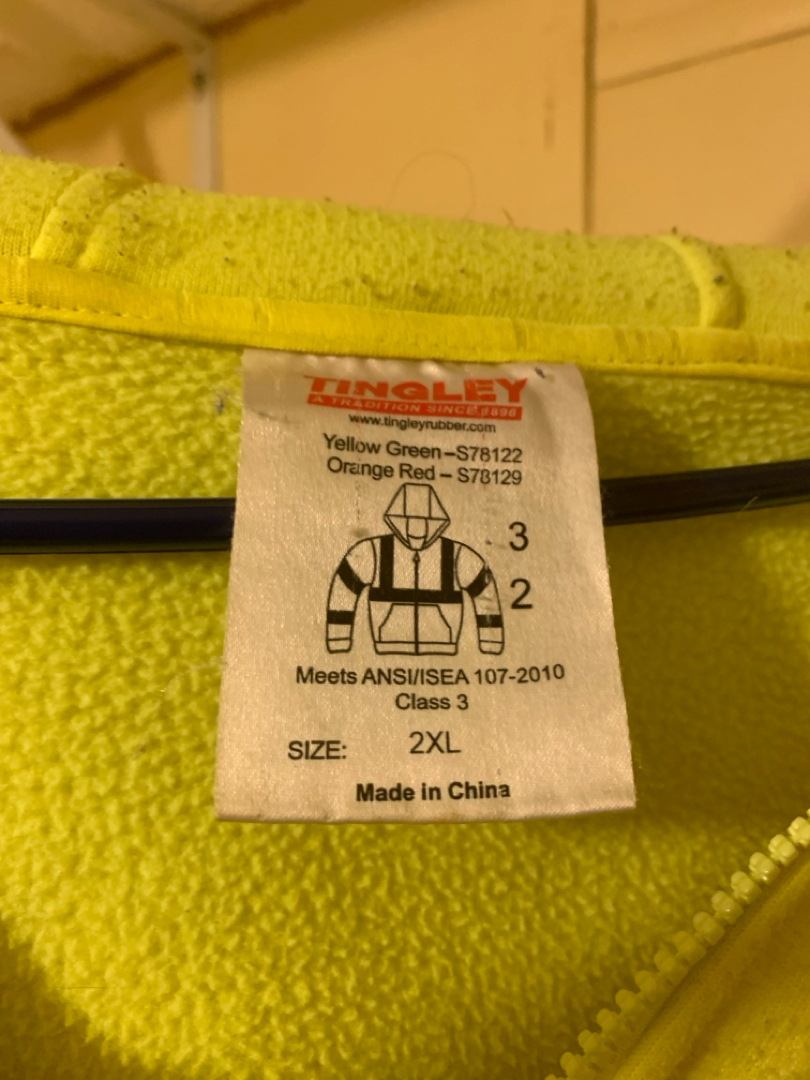 TINGLEY
A TRADITION SINCE 1896
www.tingleyrubber.com
Yellow Green–S78122
Orange Red – S78129
3
2
Meets ANSI/ISEA 107-2010
Class 3
SIZE: 2XL
Made in China